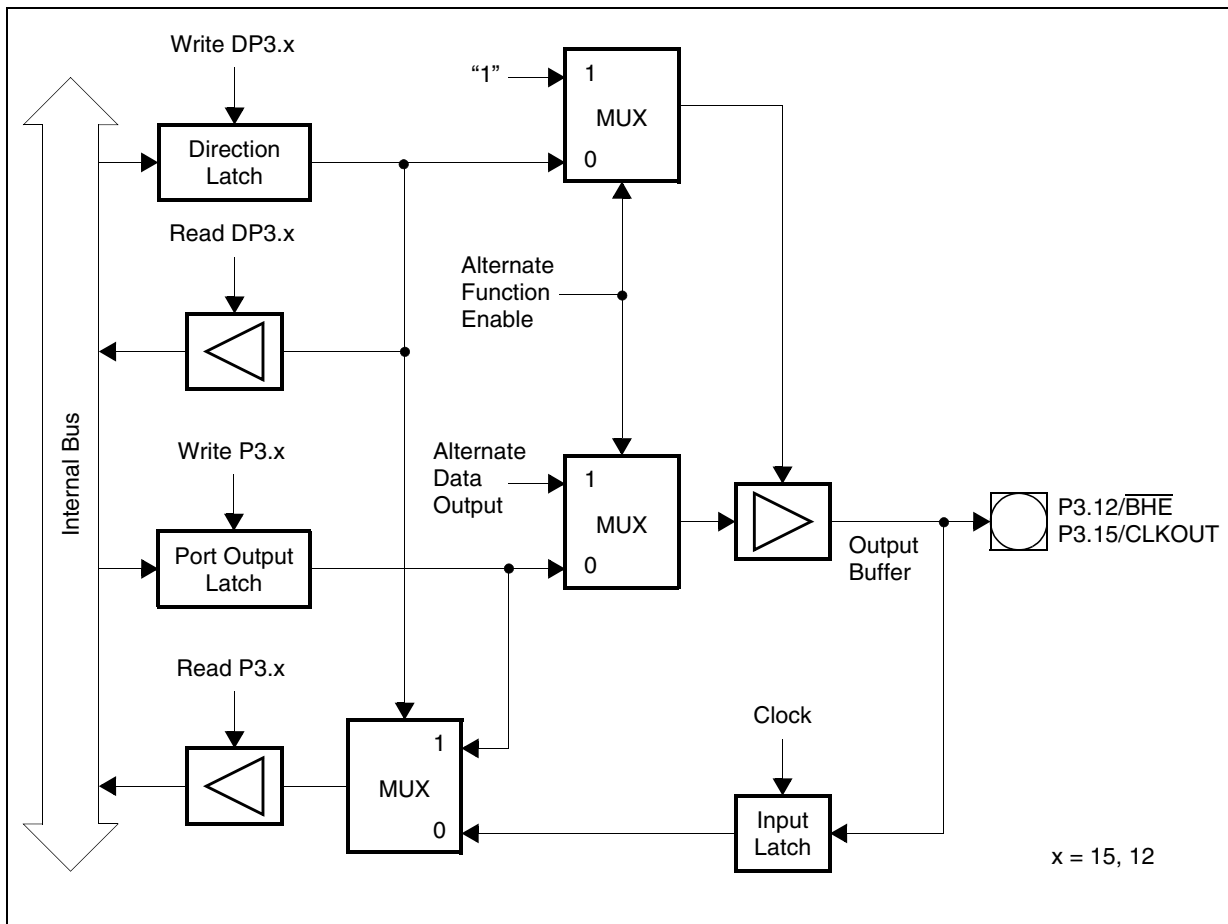 Write DP3.x
“1”
1
MUX
0
Direction
Latch
Read DP3.x
Alternate
Function
Enable
Internal Bus
Write P3.x
Alternate
Data
Output
1
MUX
0
P3.12/B̅H̅E̅
P3.15/CLKOUT
Output
Buffer
Port Output
Latch
Read P3.x
Clock
1
MUX
0
Input
Latch
x = 15, 12